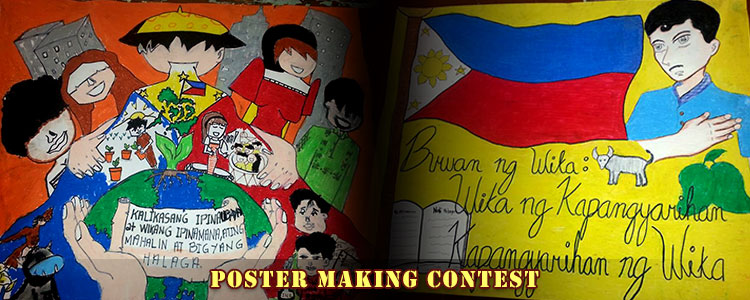 KALIKASANG
at WIKANG IPINAMANA, ATING
MAHALIN AT BIGYANG
HALAGA.
Buwan ng Wika:
Wika ng Kapangyarihan
Kapangyarihan ng Wika
POSTER MAKING CONTEST